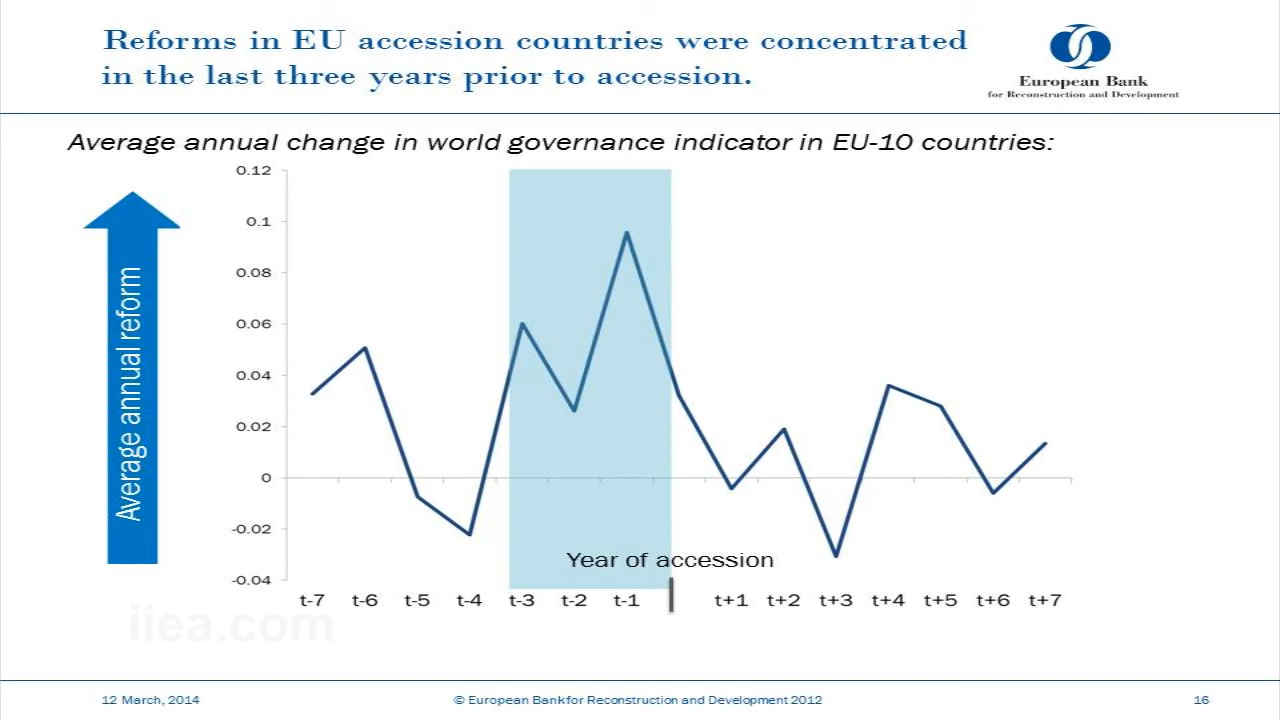 Reforms in EU accession countries were concentrated
in the last three years prior to accession.
European Bank
for Reconstruction and Development
Average annual change in world governance indicator in EU-10 countries:
Average annual reform
0.12
0.1
0.08
0.06
0.04
0.02
0
-0.02
-0.04
Year of accession
t-7 t-6 t-5 t-4 t-3 t-2 t-1 t+1 t+2 t+3 t+4 t+5 t+6 t+7
iiea.com
12 March, 2014
© European Bank for Reconstruction and Development 2012
16